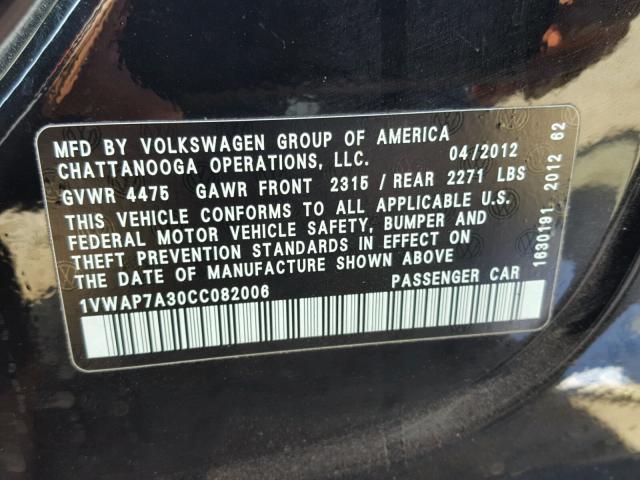 MFD BY VOLKSWAGEN GROUP OF AMERICA
CHATTANOOGA OPERATIONS, LLC. 04/2012
GVWR 4475 GAWR FRONT 2315 / REAR 2271 LBS
THIS VEHICLE CONFORMS TO ALL APPLICABLE U.S.
FEDERAL MOTOR VEHICLE SAFETY, BUMPER AND
THEFT PREVENTION STANDARDS IN EFFECT ON
THE DATE OF MANUFACTURE SHOWN ABOVE
1VWAP7A30CC082006 PASSENGER CAR
1630191 2012 62